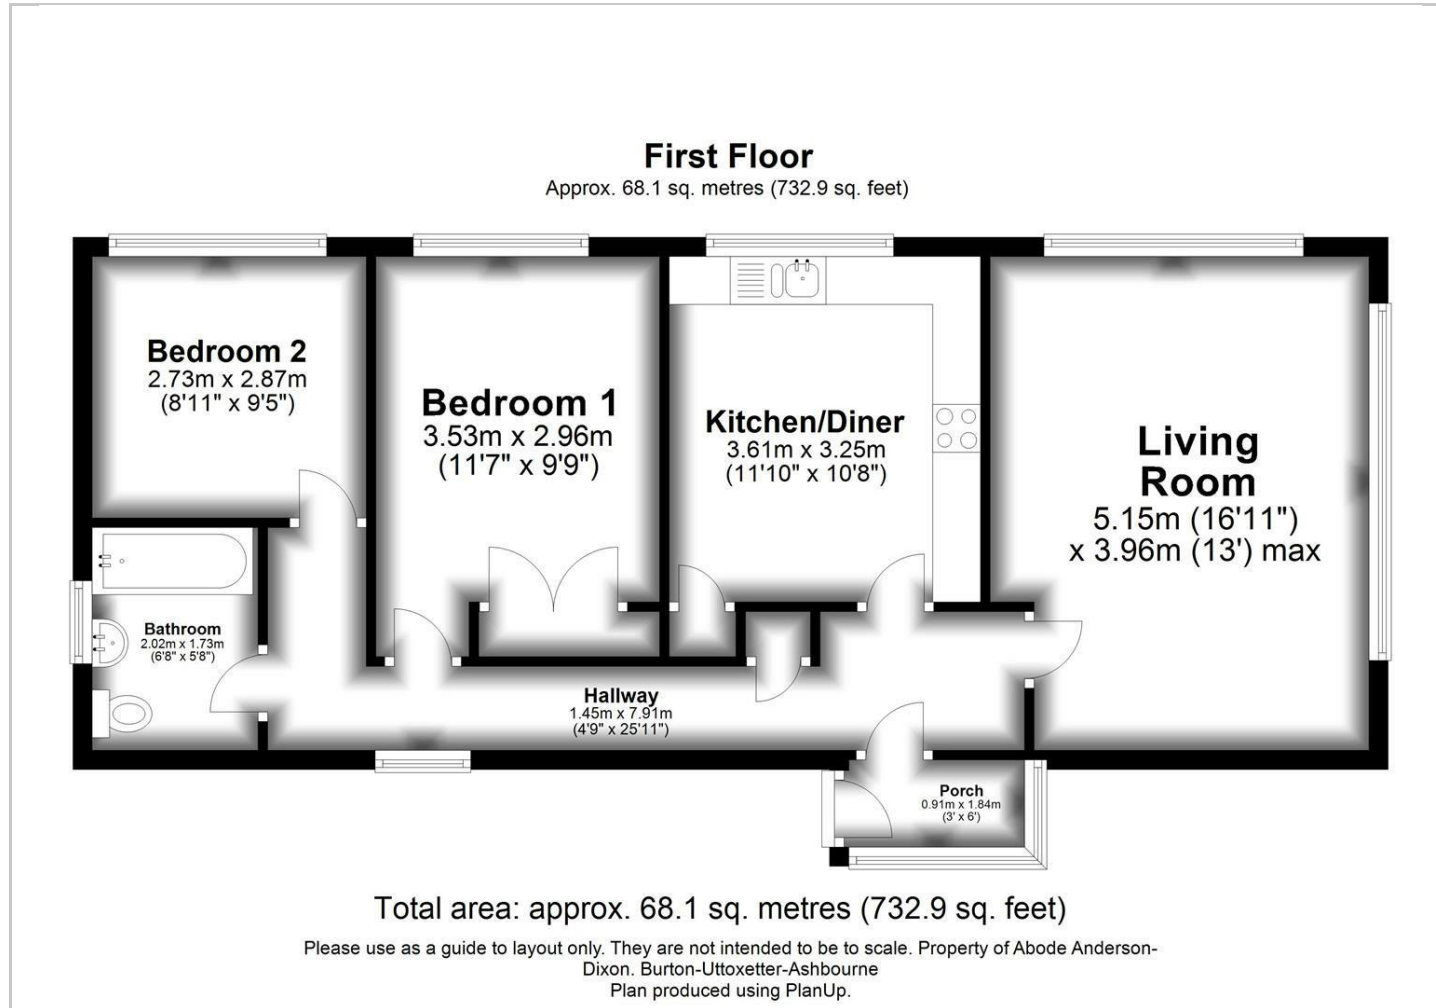 First Floor
Approx. 68.1 sq. metres (732.9 sq. feet)
Bedroom 2
2.73m x 2.87m
(8'11" x 9'5")
Bedroom 1
3.53m x 2.96m
(11'7" x 9'9")
Kitchen/Diner
3.61m x 3.25m
(11'10" x 10'8")
Living
Room
5.15m (16'11")
x 3.96m (13') max
Bathroom
2.02m x 1.73m
(6'8" x 5'8")
Hallway
1.45m x 7.91m
(4'9" x 25'11")
Porch
0.91m x 1.84m
(3' x 6')
Total area: approx. 68.1 sq. metres (732.9 sq. feet)
Please use as a guide to layout only. They are not intended to be to scale. Property of Abode Anderson-
Dixon. Burton-Uttoxetter-Ashbourne
Plan produced using PlanUp.